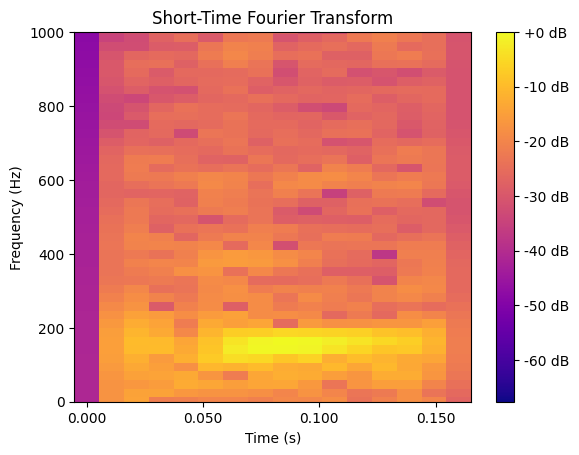 Short-Time Fourier Transform
1000
800
600
400
200
0
Frequency (Hz)
0.000
0.050
0.100
0.150
Time (s)
+0 dB
-10 dB
-20 dB
-30 dB
-40 dB
-50 dB
-60 dB